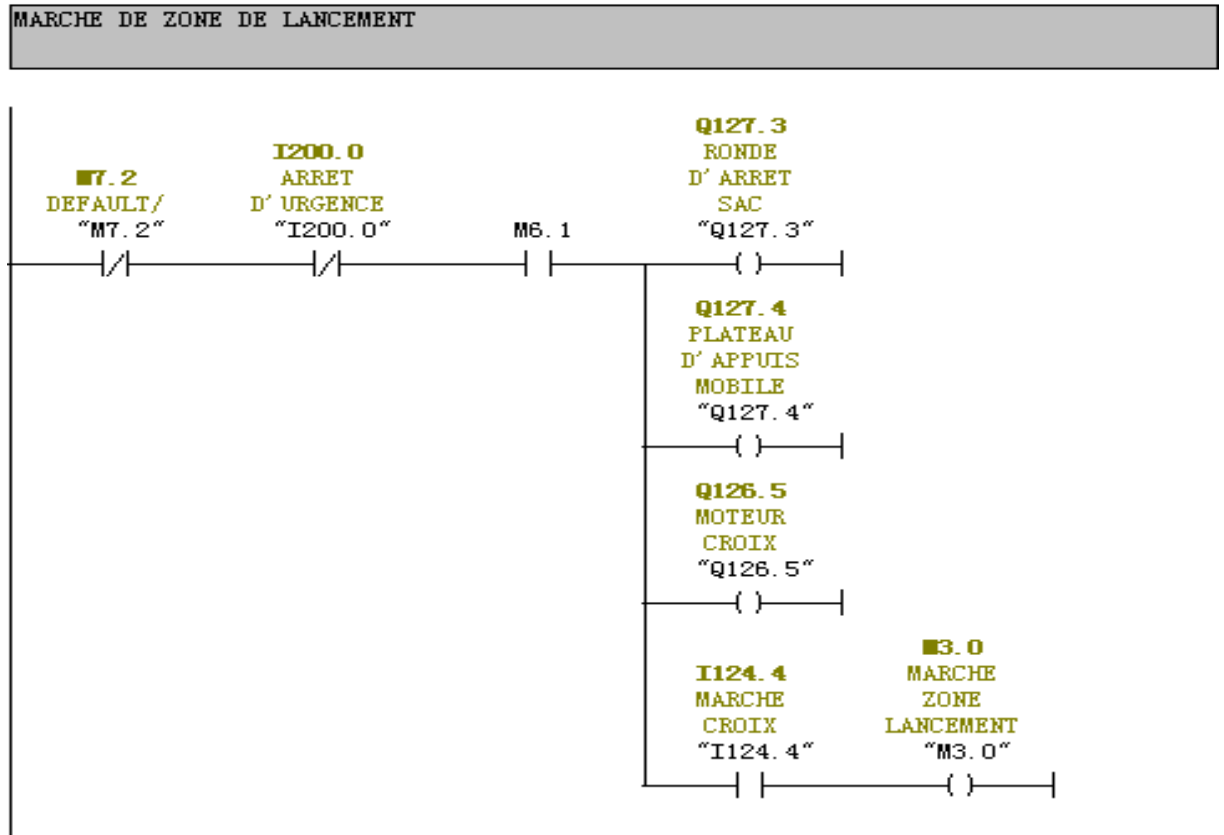 MARCHE DE ZONE DE LANCEMENT
M7.2
DEFAULT/
"M7.2"
I200.0
ARRET
D'URGENCE
"I200.0"
M6.1
Q127.3
RONDE
D'ARRET
SAC
"Q127.3"
Q127.4
PLATEAU
D'APPUIS
MOBILE
"Q127.4"
Q126.5
MOTEUR
CROIX
"Q126.5"
I124.4
MARCHE
CROIX
"I124.4"
M3.0
MARCHE
ZONE
LANCEMENT
"M3.0"